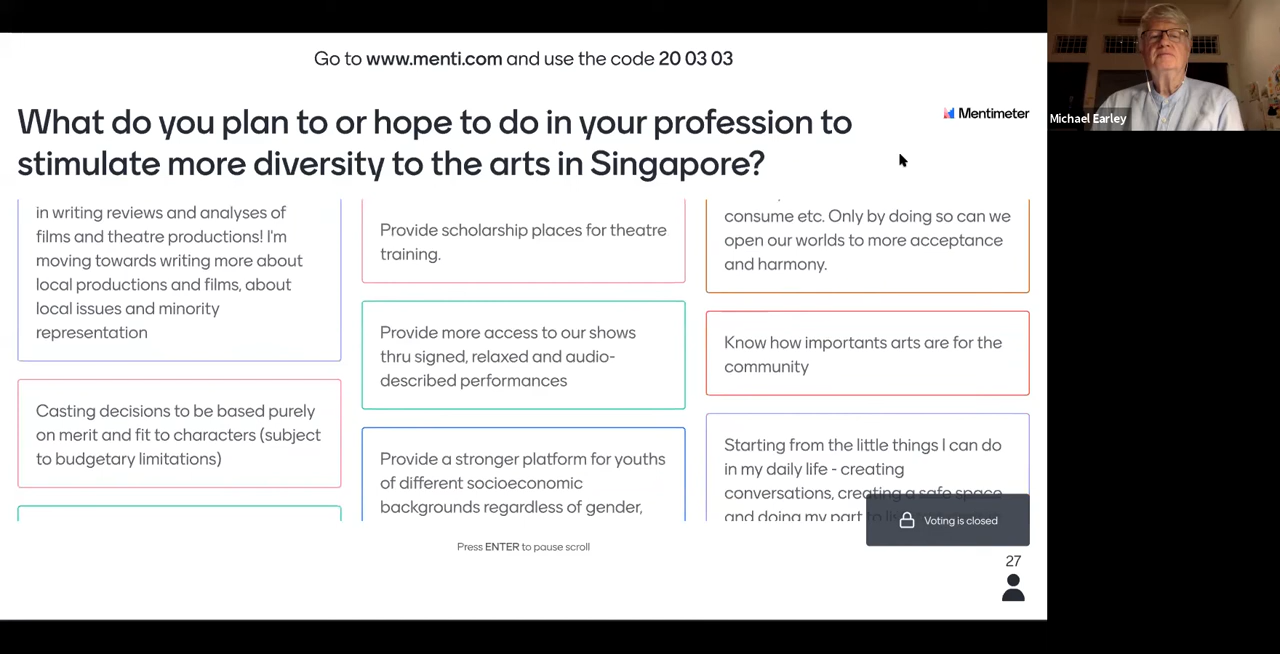 Go to www.menti.com and use the code 20 03 03
Mentimeter
Michael Earley
What do you plan to or hope to do in your profession to
stimulate more diversity to the arts in Singapore?
in writing reviews and analyses of
films and theatre productions! I'm
moving towards writing more about
local productions and films, about
local issues and minority
representation
Casting decisions to be based purely
on merit and fit to characters (subject
to budgetary limitations)
Provide scholarship places for theatre
training.
Provide more access to our shows
thru signed, relaxed and audio-
described performances
Provide a stronger platform for youths
of different socioeconomic
backgrounds regardless of gender,
consume etc. Only by doing so can we
open our worlds to more acceptance
and harmony.
Know how importants arts are for the
community
Starting from the little things I can do
in my daily life - creating
conversations, creating a safe space
and doing my part to
Voting is closed
Press ENTER to pause scroll
27